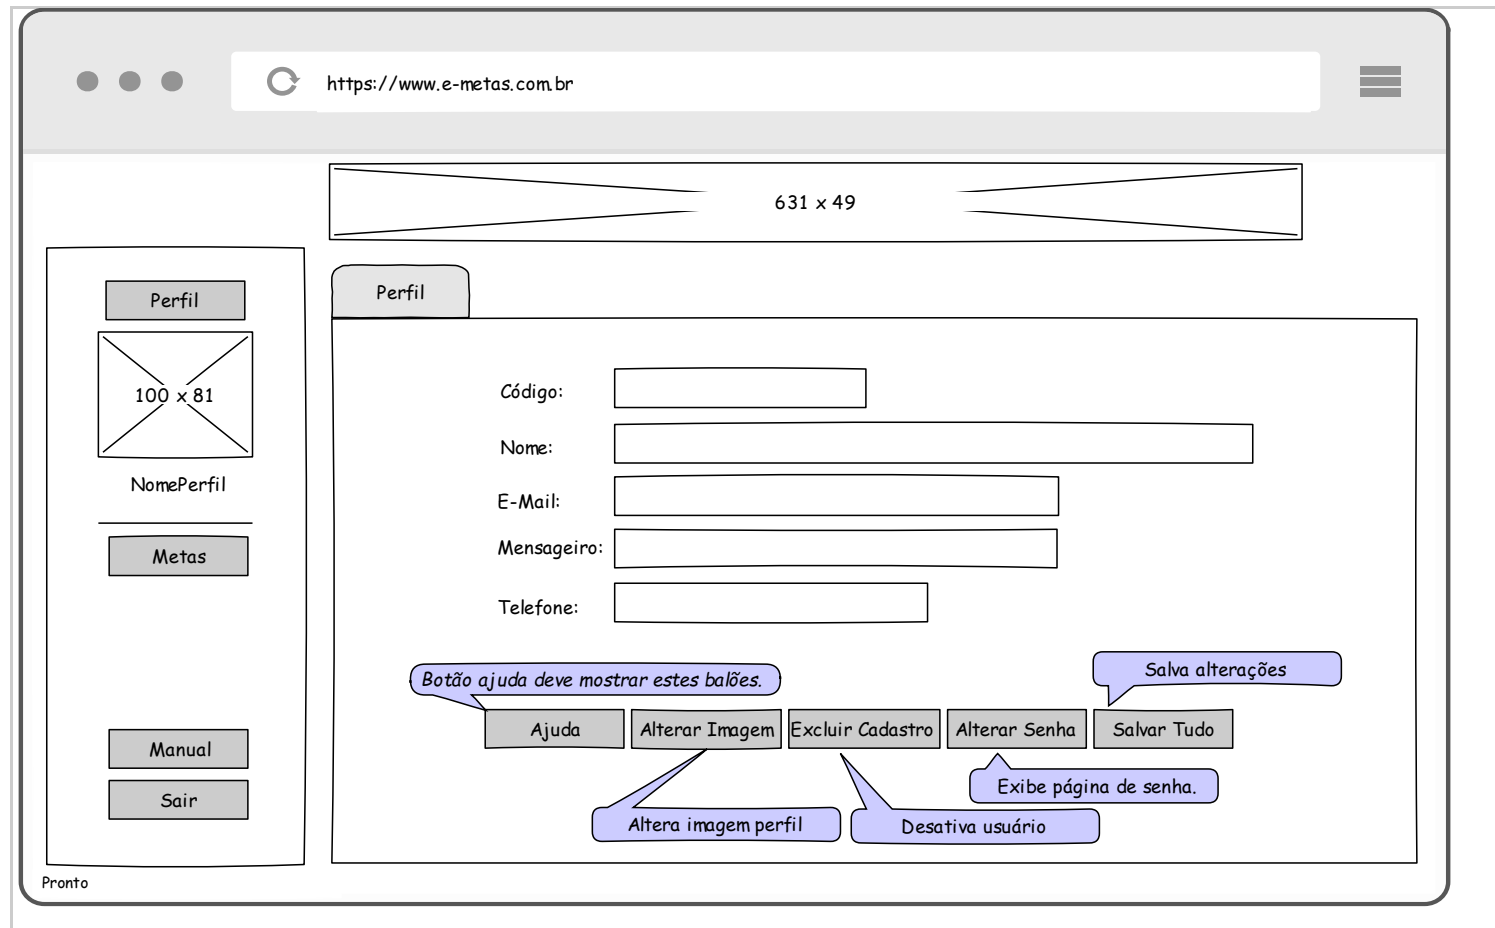 https://www.e-metas.com.br
631 x 49
Perfil
100 x 81
NomePerfil
Metas
Manual
Sair
Perfil
Código:
Nome:
E-Mail:
Mensageiro:
Telefone:
Botão ajuda deve mostrar estes balões.
Salva alterações
Ajuda
Alterar Imagem
Excluir Cadastro
Alterar Senha
Salvar Tudo
Exibe página de senha.
Altera imagem perfil
Desativa usuário
Pronto